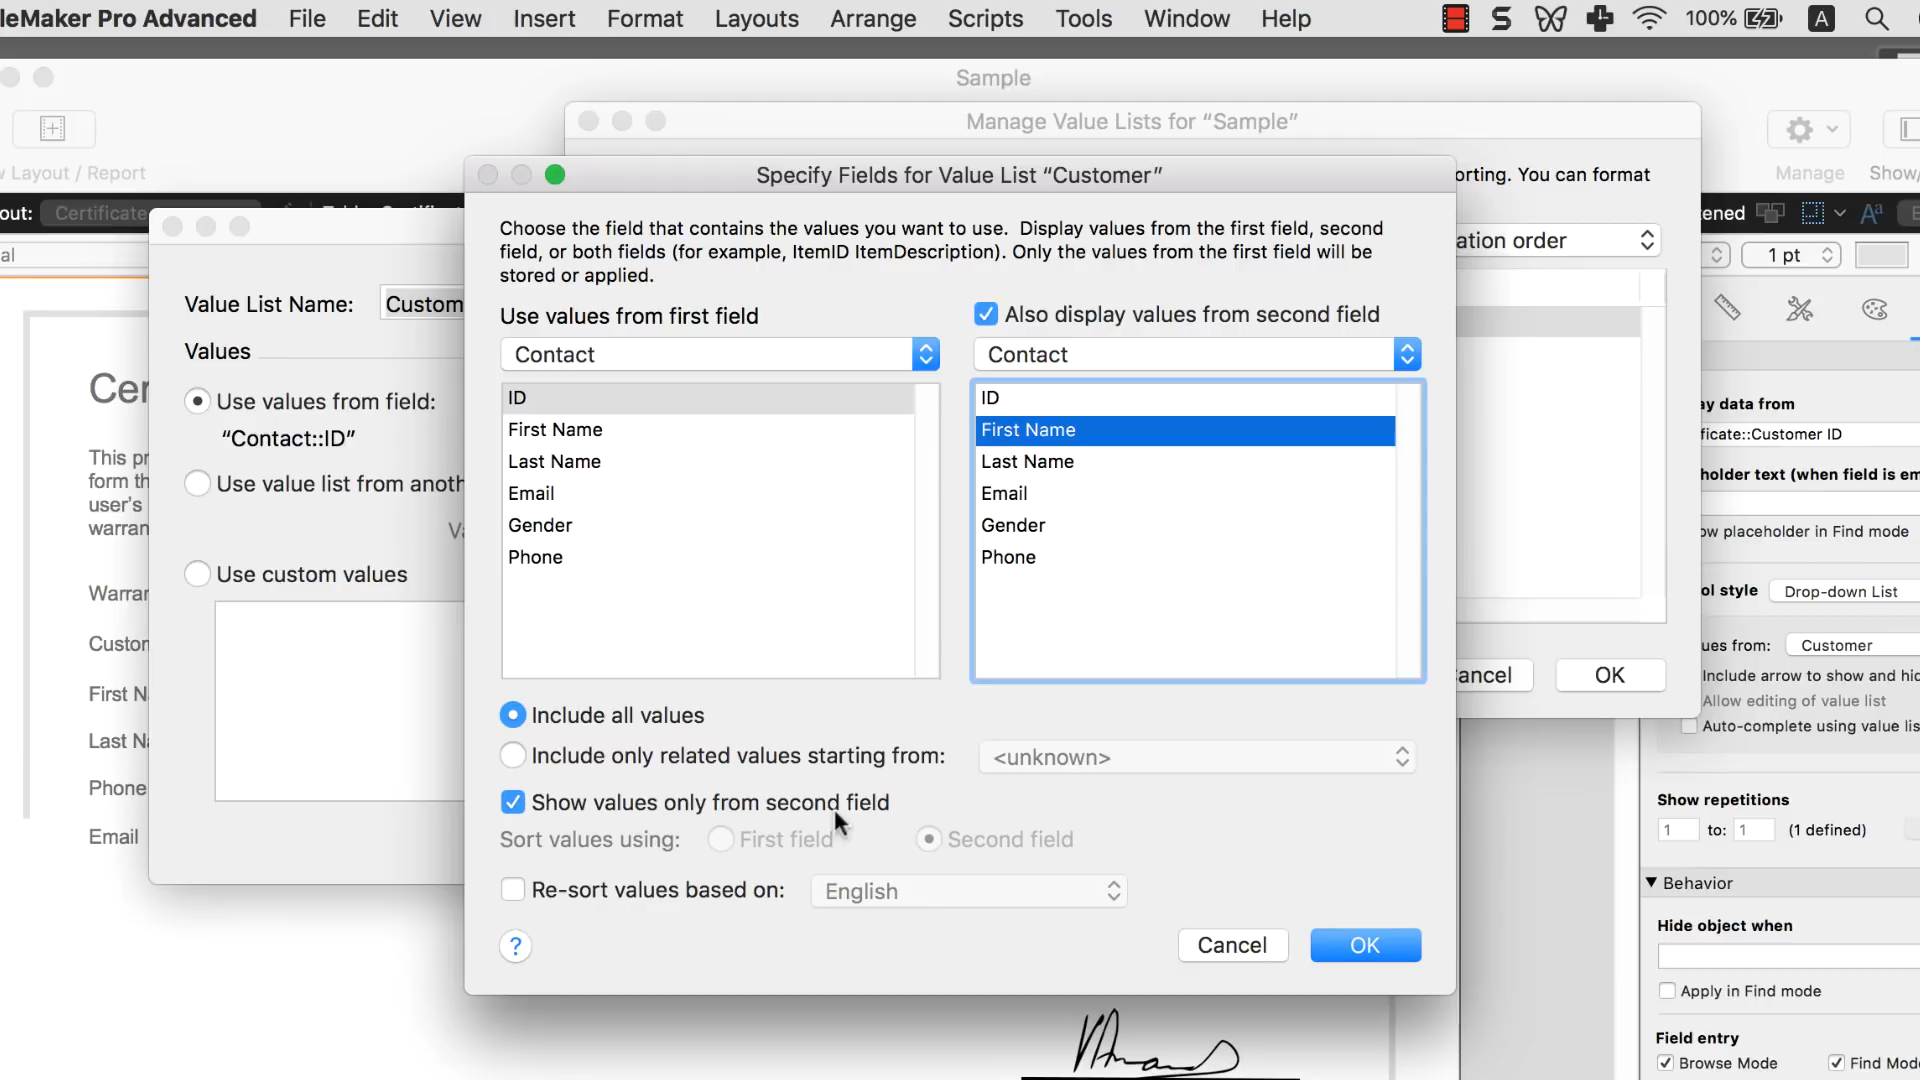 leMaker Pro Advanced File Edit View Insert Format Layouts Arrange Scripts Tools Window Help 100% A
Sample
Manage Value Lists for “Sample”
Layout / Report
Manage
Show/
orting. You can format
Specify Fields for Value List “Customer”
out:
Certificate
tened
ation order
al
1 pt
Choose the field that contains the values you want to use. Display values from the first field, second
field, or both fields (for example, ItemID ItemDescription). Only the values from the first field will be
stored or applied.
Value List Name: Custom
Values
Use values from field:
“Contact::ID”
Use value list from anoth
Va
Use custom values
Use values from first field
Contact
ID
First Name
Last Name
Email
Gender
Phone
Also display values from second field
Contact
ID
First Name
Last Name
Email
Gender
Phone
Include all values
Include only related values starting from: <unknown>
Show values only from second field
Sort values using: First field Second field
Re-sort values based on: English
?
Cancel
OK
ancel
OK
Cer
This pr
form th
user's
warran
Warran
Custon
First Na
Last Na
Phone
Email
ay data from
ficate::Customer ID
holder text (when field is em
ow placeholder in Find mode
ol style Drop-down List
ues from: Customer
Include arrow to show and hid
Allow editing of value list
Auto-complete using value lis
Show repetitions
1 to: 1 (1 defined)
Behavior
Hide object when
Apply in Find mode
Field entry
Browse Mode Find Mode